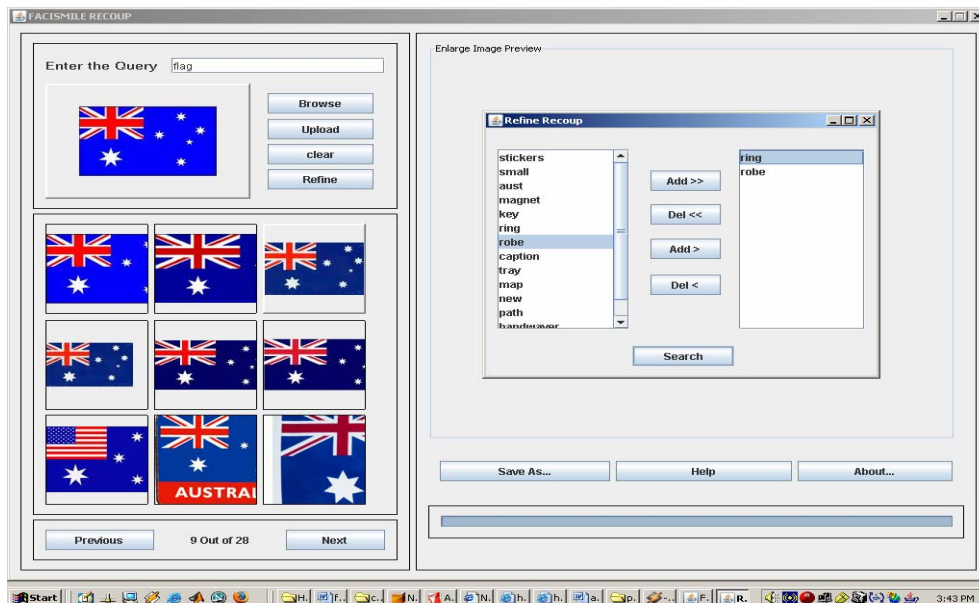 FACISMILE RECOUP
Enter the Query flag
Browse
Upload
clear
Refine
AUSTRAL
Previous 9 Out of 28 Next
Enlarge Image Preview
Refine Recoup
stickers
small
aust
magnet
key
ring
robe
caption
tray
map
new
path
handwaver
Add >>
Del <<
Add >
Del <
ring
robe
Search
Save As... Help About...
Start H. f.. c.. N. A. N. h. h. a.. p. -.. F. R. 3:43 PM